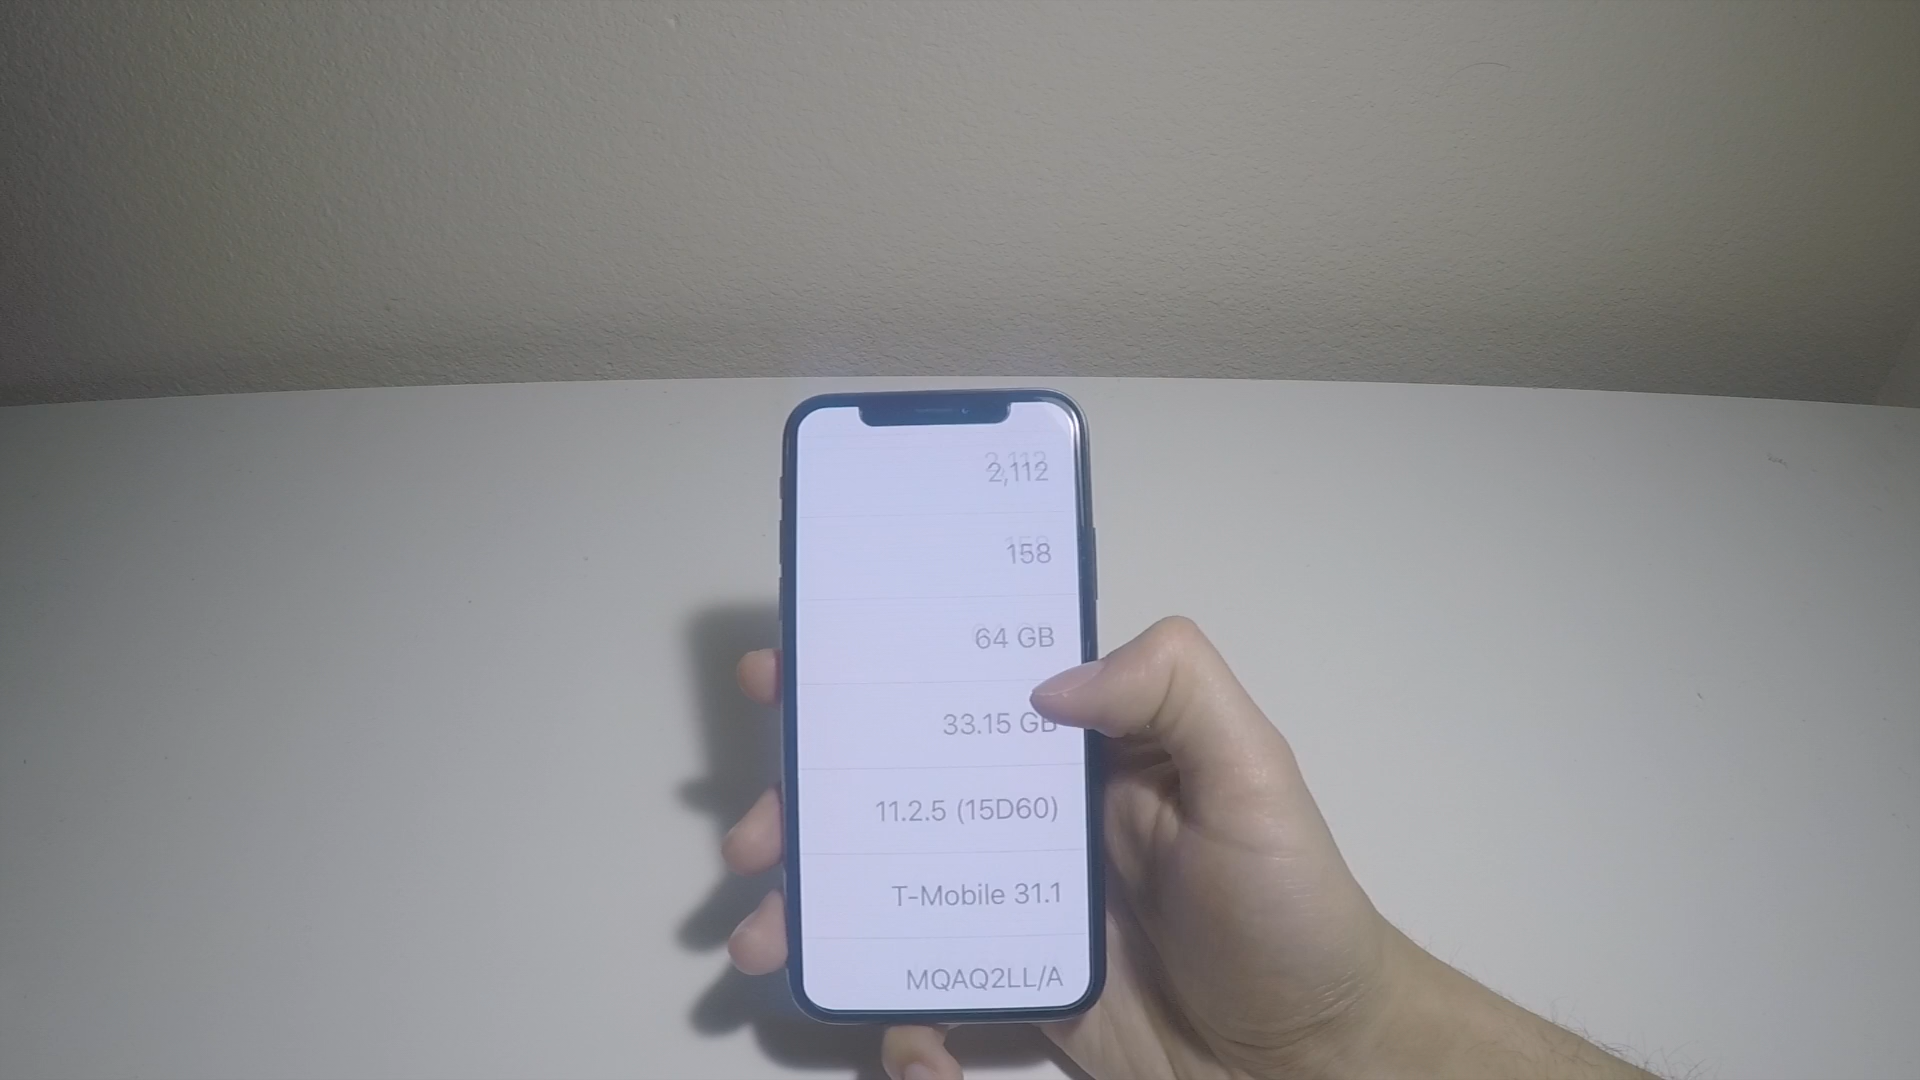 2,112
158
64 GB
33.15 GB
11.2.5 (15D60)
T-Mobile 31.1
MQAQ2LL/A